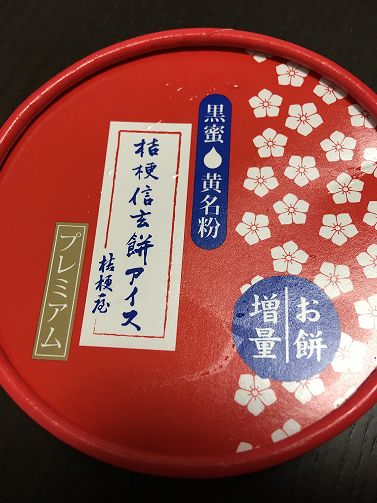 黒蜜
黄名粉
桔梗信玄餅アイス
桔梗屋
プレミアム
お餅
増量